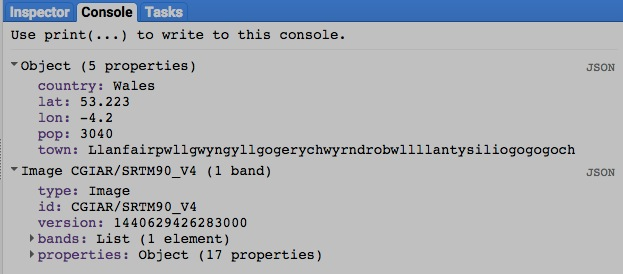 Inspector Console Tasks
Use print(...) to write to this console.
Object (5 properties) JSON
country: Wales
lat: 53.223
lon: -4.2
pop: 3040
town: Llanfairpwllgwyngyllgogerychwyrndrobwllllantysiliogogogoch
Image CGIAR/SRTM90_V4 (1 band) JSON
type: Image
id: CGIAR/SRTM90_V4
version: 1440629426283000
bands: List (1 element)
properties: Object (17 properties)